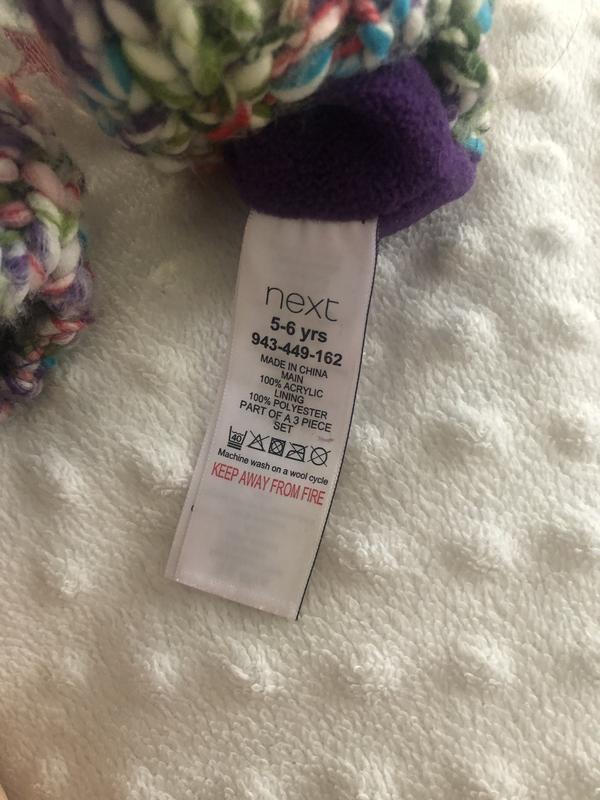 next
5-6 yrs
943-449-162
MADE IN CHINA
MAIN
100% ACRYLIC
LINING
100% POLYESTER
PART OF A 3 PIECE
SET
40
Machine wash on a wool cycle
KEEP AWAY FROM FIRE